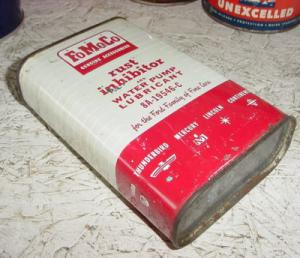 FoMoCo
GENUINE ACCESSORIES
rust
inhibitor
AND
WATER PUMP
LUBRICANT
8A-19546-C
for the Ford Family of Fine Cars
THUNDERBIRD
MERCURY
LINCOLN
CONTINENTAL
UNEXCELLED